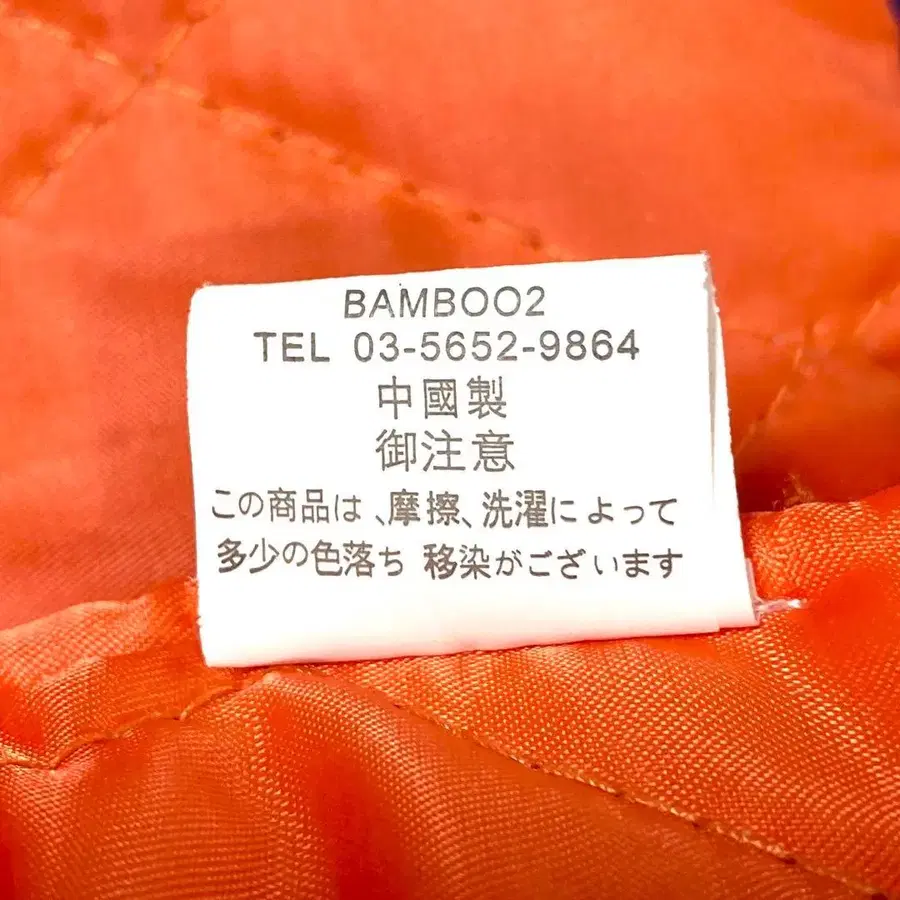 BAMBOO2
TEL 03-5652-9864
中國製
御注意
この商品は、摩擦、洗濯によって
多少の色落ち 移染がございます